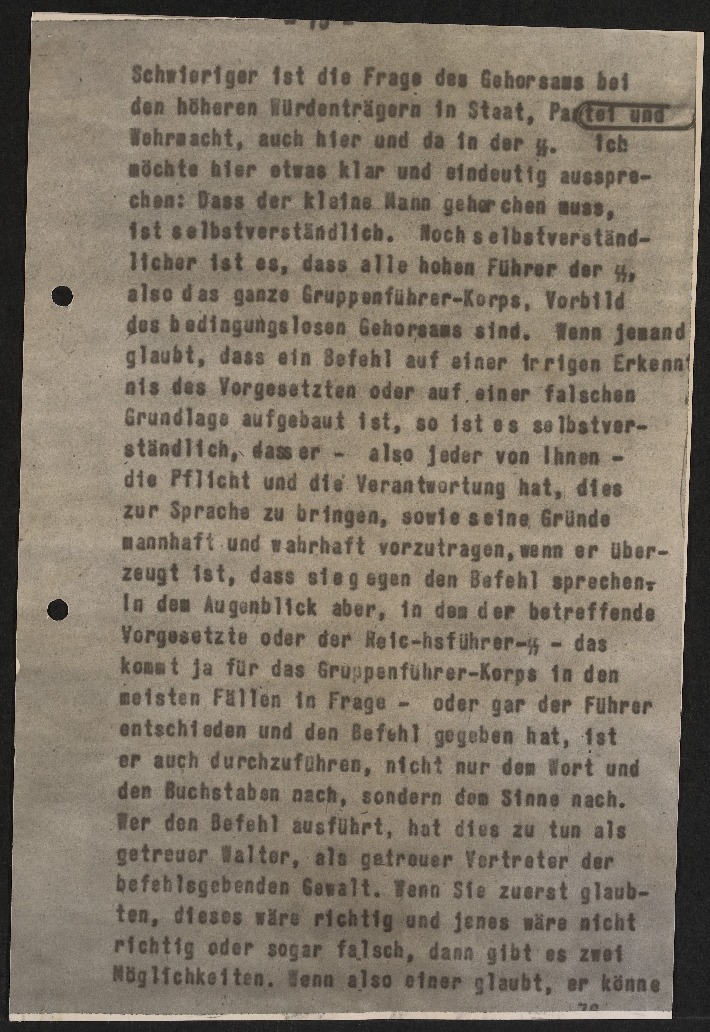 Schwieriger ist die Frage des Gehorsams bei
den höheren Würdenträgern in Staat, Partei und
Wehrmacht, auch hier und da in der ᛋᛋ. Ich
möchte hier etwas klar und eindeutig ausspre-
chen: Dass der kleine Mann gehorchen muss,
ist selbstverständlich. Noch selbstverständ-
licher ist es, dass alle hohen Führer der ᛋᛋ,
also das ganze Gruppenführer-Korps, Vorbild
des bedingungslosen Gehorsams sind. Wenn jemand
glaubt, dass ein Befehl auf einer irrigen Erkennt
nis des Vorgesetzten oder auf einer falschen
Grundlage aufgebaut ist, so ist es selbstver-
ständlich, dass er - also jeder von Ihnen -
die Pflicht und die Verantwortung hat, dies
zur Sprache zu bringen, sowie seine Gründe
mannhaft und wahrhaft vorzutragen, wenn er über-
zeugt ist, dass sie gegen den Befehl sprechen.
In dem Augenblick aber, in dem der betreffende
Vorgesetzte oder der Reic-hsführer-ᛋᛋ - das
kommt ja für das Gruppenführer-Korps in den
meisten Fällen in Frage - oder gar der Führer
entschieden und den Befehl gegeben hat, ist
er auch durchzuführen, nicht nur dem Wort und
den Buchstaben nach, sondern dem Sinne nach.
Wer den Befehl ausführt, hat dies zu tun als
getreuer Walter, als getreuer Vertreter der
befehlsgebenden Gewalt. Wenn Sie zuerst glaub-
ten, dieses wäre richtig und jenes wäre nicht
richtig oder sogar falsch, dann gibt es zwei
Möglichkeiten. Wenn also einer glaubt, er könne